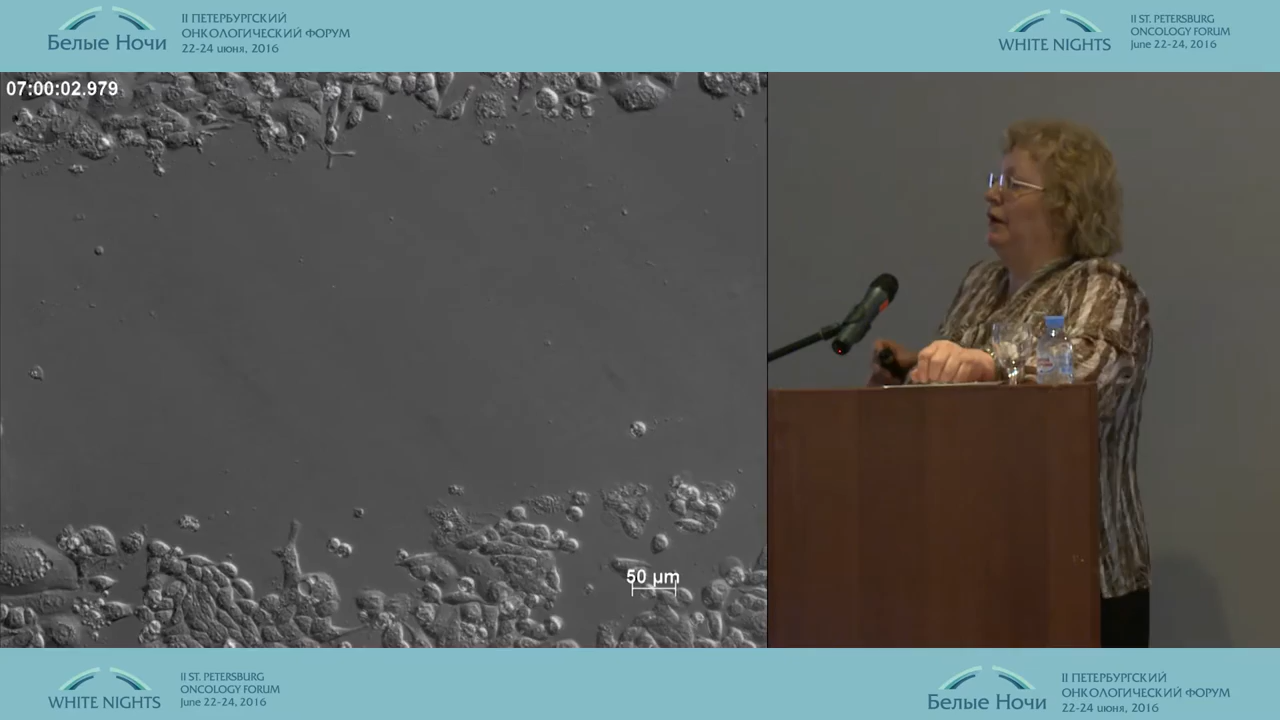 II ПЕТЕРБУРГСКИЙ
ОНКОЛОГИЧЕСКИЙ ФОРУМ
22-24 июня, 2016
Белые Ночи
II ST. PETERSBURG
ONCOLOGY FORUM
June 22-24, 2016
WHITE NIGHTS
07:00:02.979
50 µm
II ST. PETERSBURG
ONCOLOGY FORUM
June 22-24, 2016
WHITE NIGHTS
II ПЕТЕРБУРГСКИЙ
ОНКОЛОГИЧЕСКИЙ ФОРУМ
22-24 июня, 2016
Белые Ночи